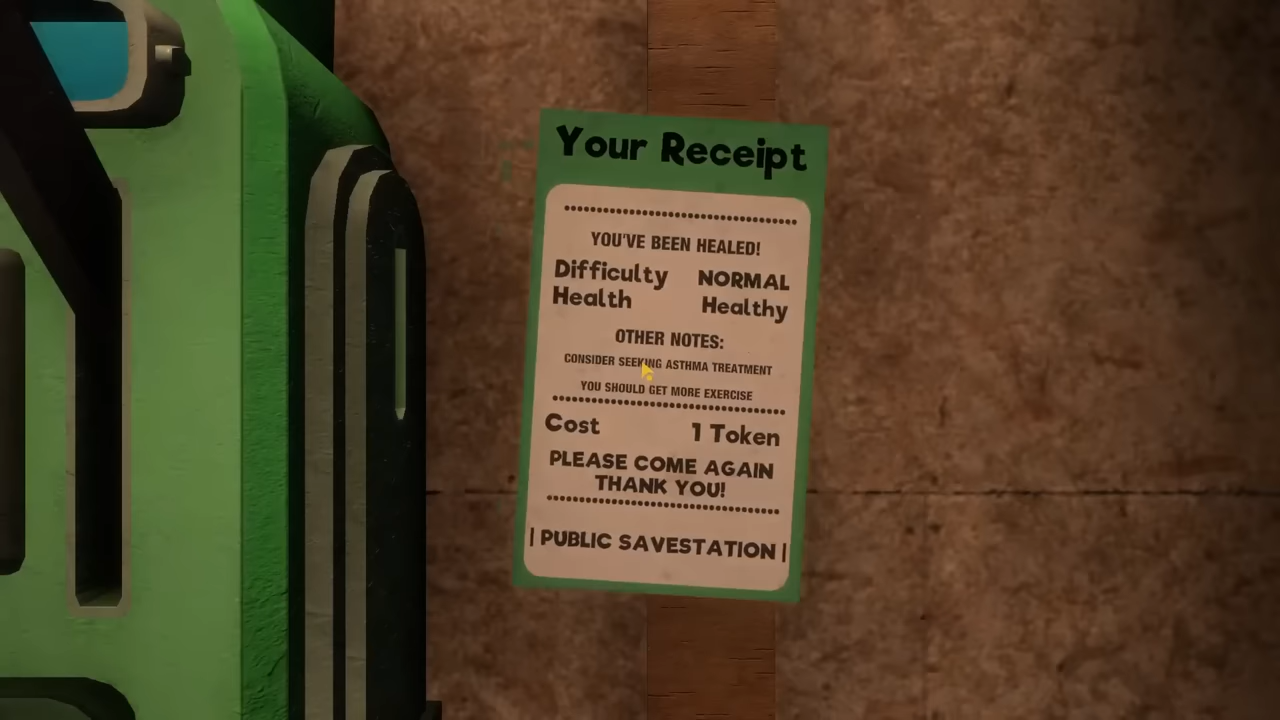 Your Receipt
YOU'VE BEEN HEALED!
Difficulty NORMAL
Health Healthy
OTHER NOTES:
CONSIDER SEEKING ASTHMA TREATMENT
YOU SHOULD GET MORE EXERCISE
Cost 1 Token
PLEASE COME AGAIN
THANK YOU!
| PUBLIC SAVESTATION |